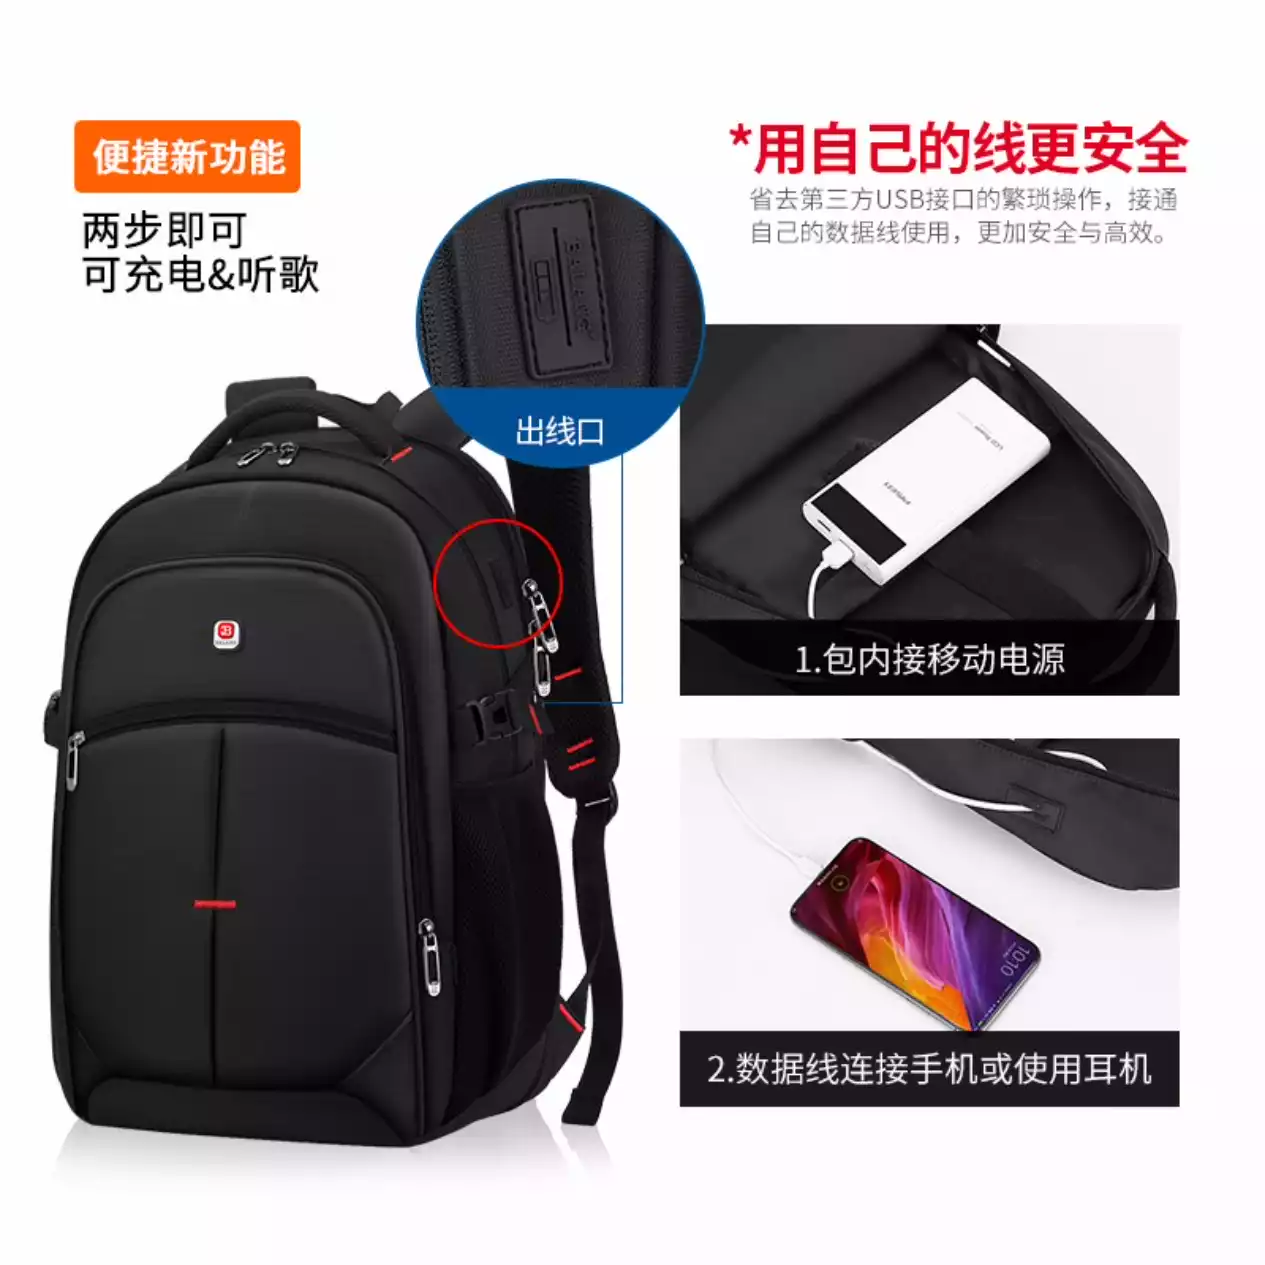 便捷新功能
两步即可
可充电&听歌
*用自己的线更安全
省去第三方USB接口的繁琐操作，接通
自己的数据线使用，更加安全与高效。
出线口
1.包内接移动电源
10:10
2.数据线连接手机或使用耳机